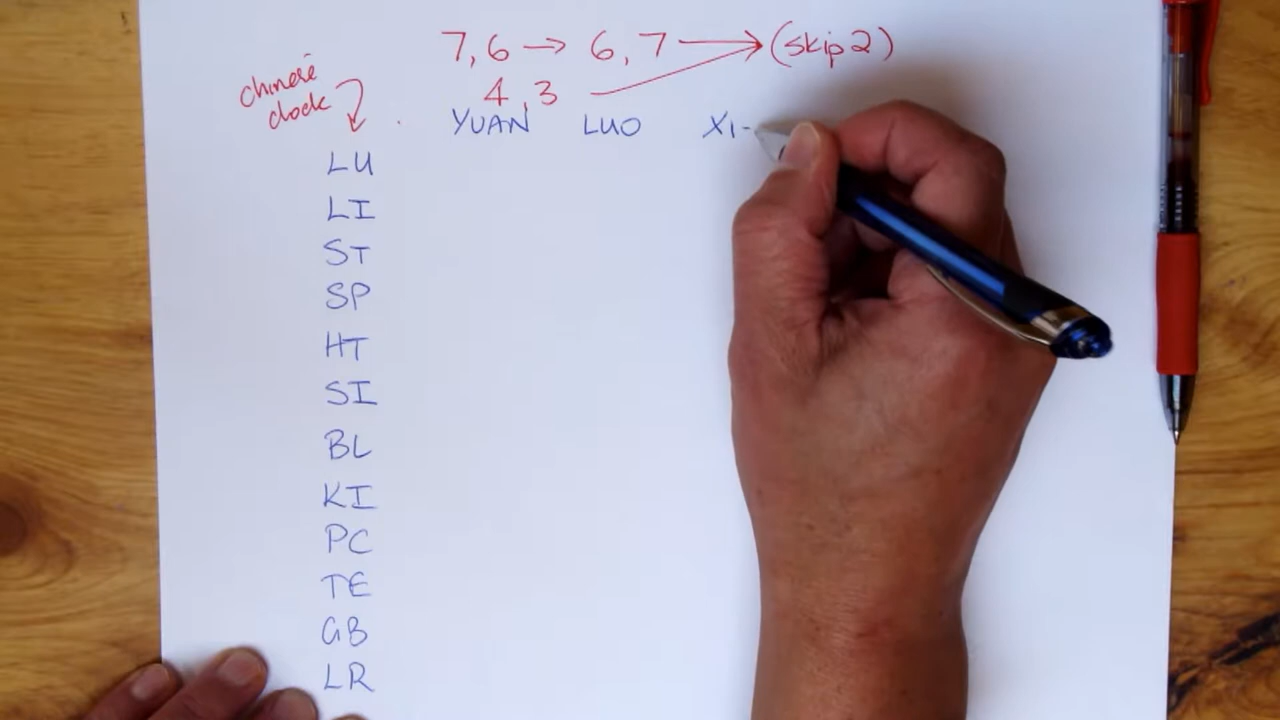 7,6 → 6,7 → (skip 2)
chinese
clock
4,3
YUAN LUO XI-
LU
LI
ST
SP
HT
SI
BL
KI
PC
TE
GB
LR